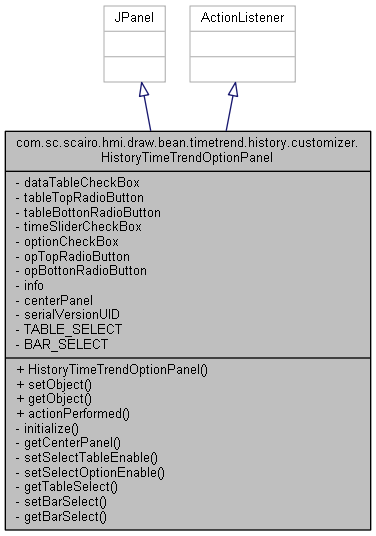 JPanel
ActionListener
com.sc.scairo.hmi.draw.bean.timetrend.history.customizer.
HistoryTimeTrendOptionPanel
- dataTableCheckBox
- tableTopRadioButton
- tableBottonRadioButton
- timeSliderCheckBox
- optionCheckBox
- opTopRadioButton
- opBottonRadioButton
- info
- centerPanel
- serialVersionUID
- TABLE_SELECT
- BAR_SELECT
+ HistoryTimeTrendOptionPanel()
+ setObject()
+ getObject()
+ actionPerformed()
- initialize()
- getCenterPanel()
- setSelectTableEnable()
- setSelectOptionEnable()
- getTableSelect()
- setBarSelect()
- getBarSelect()